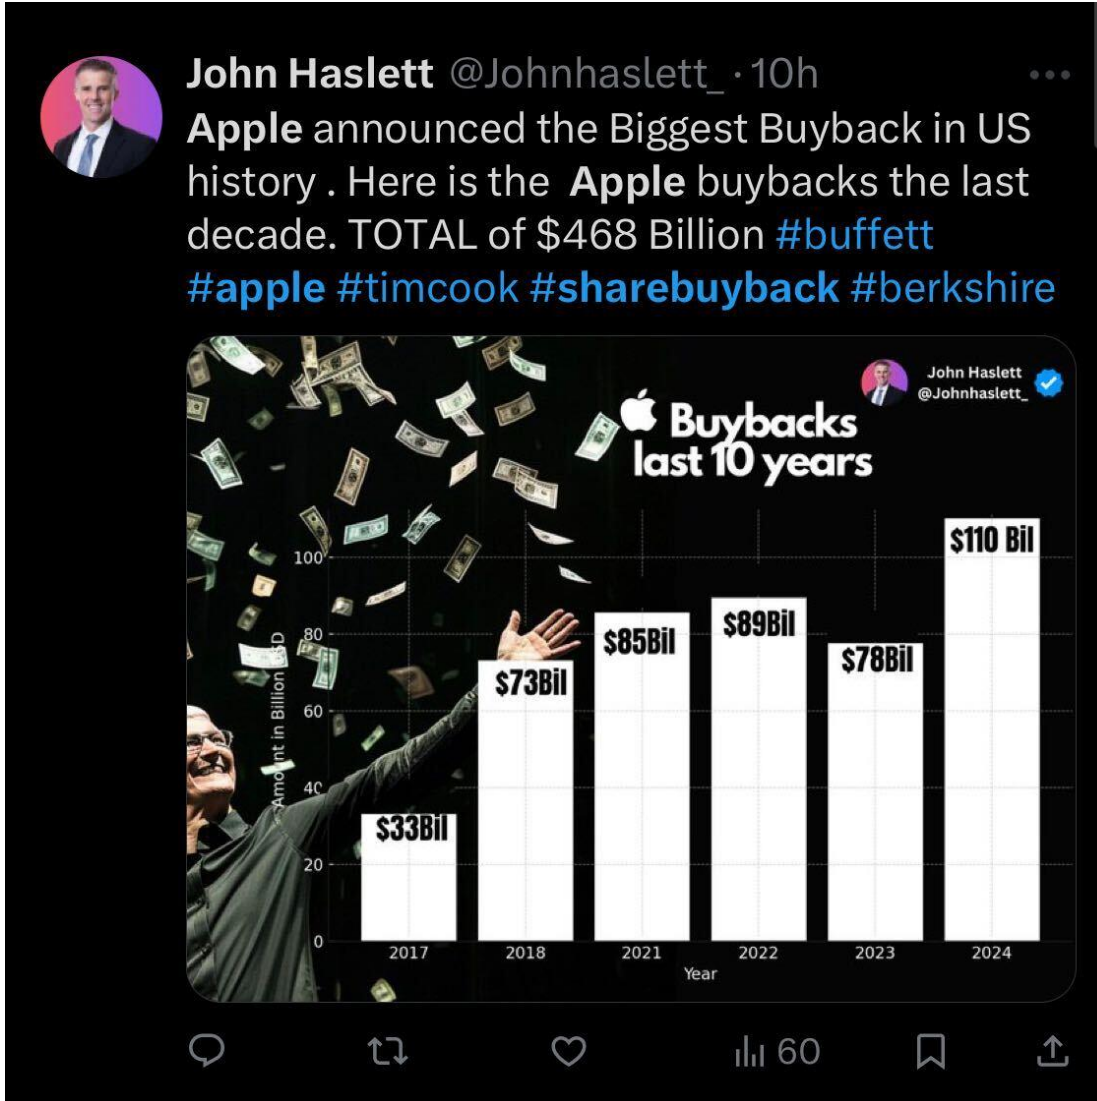 John Haslett @Johnhaslett_ · 10h
Apple announced the Biggest Buyback in US
history . Here is the Apple buybacks the last
decade. TOTAL of $468 Billion #buffett
#apple #timcook #sharebuyback #berkshire
John Haslett
@Johnhaslett_
Buybacks
last 10 years
Amount in Billion USD
100
80
60
40
20
0
$33Bil
$73Bil
$85Bil
$89Bil
$78Bil
$110 Bil
2017
2018
2021
2022
2023
2024
Year
60